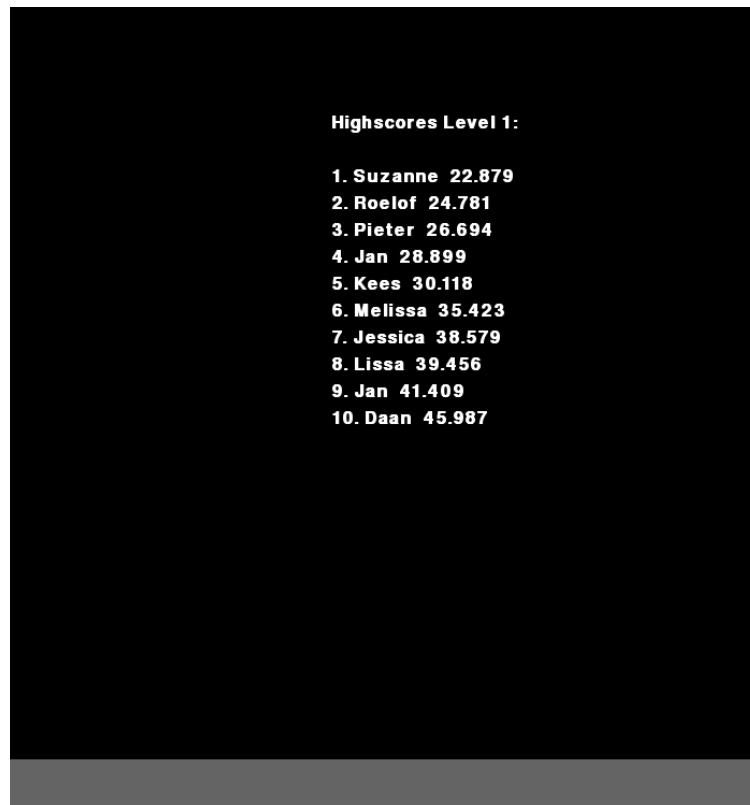 Highscores Level 1:
1. Suzanne 22.879
2. Roelof 24.781
3. Pieter 26.694
4. Jan 28.899
5. Kees 30.118
6. Melissa 35.423
7. Jessica 38.579
8. Lissa 39.456
9. Jan 41.409
10. Daan 45.987